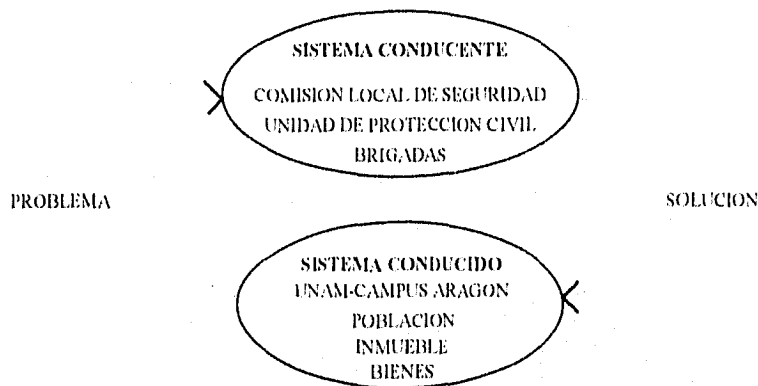 SISTEMA CONDUCENTE
COMISION LOCAL DE SEGURIDAD
UNIDAD DE PROTECCION CIVIL
BRIGADAS
PROBLEMA
SOLUCION
SISTEMA CONDUCIDO
UNAM-CAMPUS ARAGON
POBLACION
INMUEBLE
BIENES